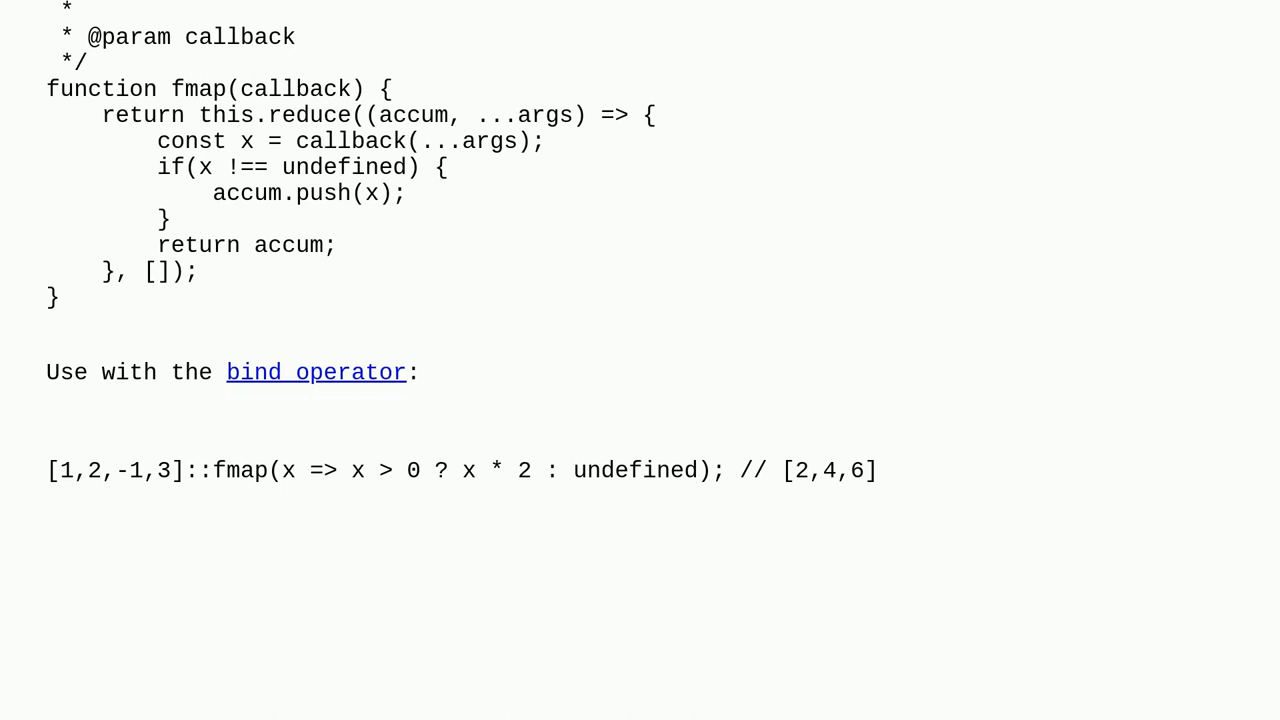 *
 * @param callback
 */
function fmap(callback) {
    return this.reduce((accum, ...args) => {
        const x = callback(...args);
        if(x !== undefined) {
            accum.push(x);
        }
        return accum;
    }, []);
}
Use with the bind operator:
[1,2,-1,3]::fmap(x => x > 0 ? x * 2 : undefined); // [2,4,6]